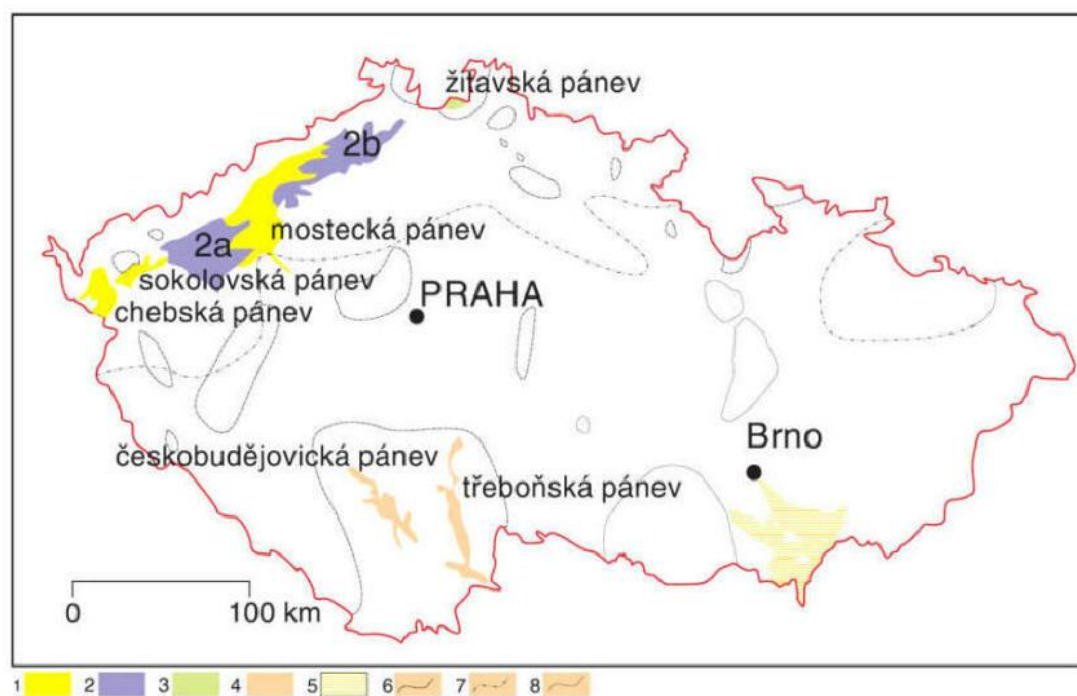 žitavská pánev
2b
mostecká pánev
2a
sokolovská pánev
chebská pánev
PRAHA
českobudějovická pánev
Brno
třeboňská pánev
0 100 km
1 2 3 4 5 6 7 8